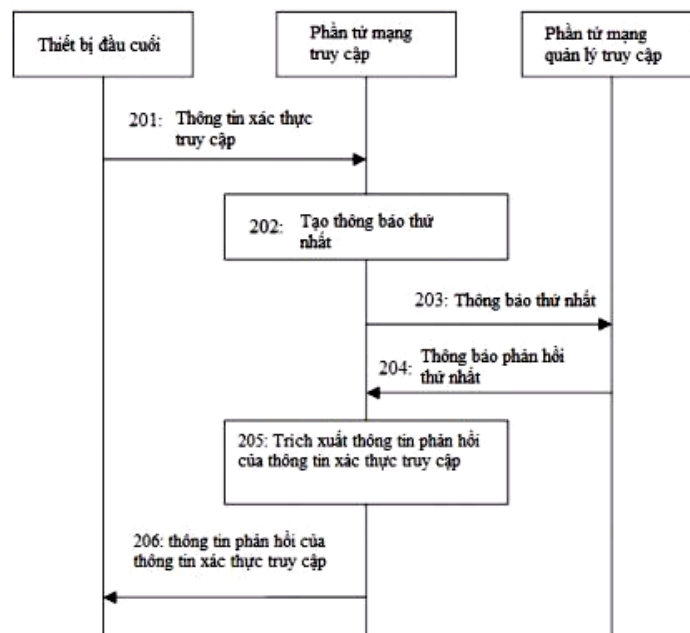 Thiết bị đầu cuối
Phần tử mạng
truy cập
Phần tử mạng
quản lý truy cập
201: Thông tin xác thực
truy cập
202: Tạo thông báo thứ
nhất
203: Thông báo thứ nhất
204: Thông báo phản hồi
thứ nhất
205: Trích xuất thông tin phản hồi
của thông tin xác thực truy cập
206: thông tin phản hồi của
thông tin xác thực truy cập